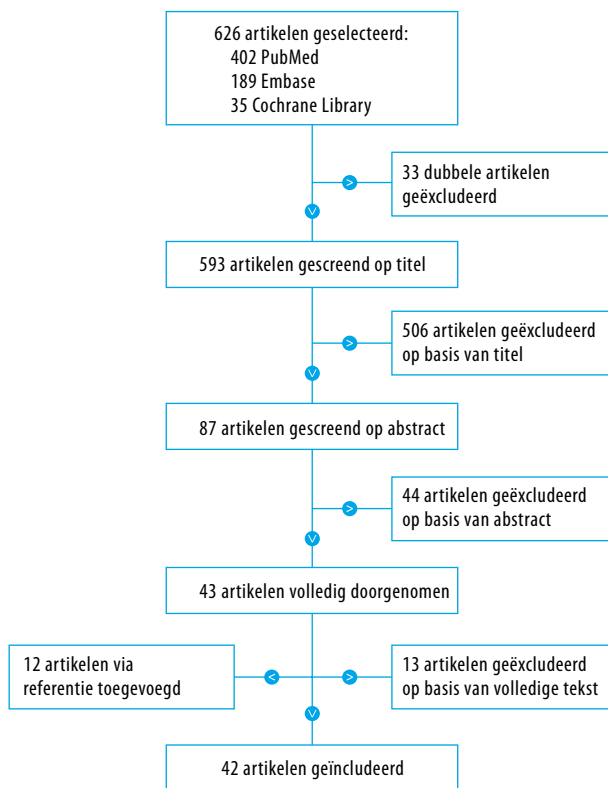 626 artikelen geselecteerd:
402 PubMed
189 Embase
35 Cochrane Library
33 dubbele artikelen
geëxcludeerd
593 artikelen gescreend op titel
506 artikelen geëxcludeerd
op basis van titel
87 artikelen gescreend op abstract
44 artikelen geëxcludeerd
op basis van abstract
43 artikelen volledig doorgenomen
12 artikelen via
referentie toegevoegd
13 artikelen geëxcludeerd
op basis van volledige tekst
42 artikelen geïncludeerd